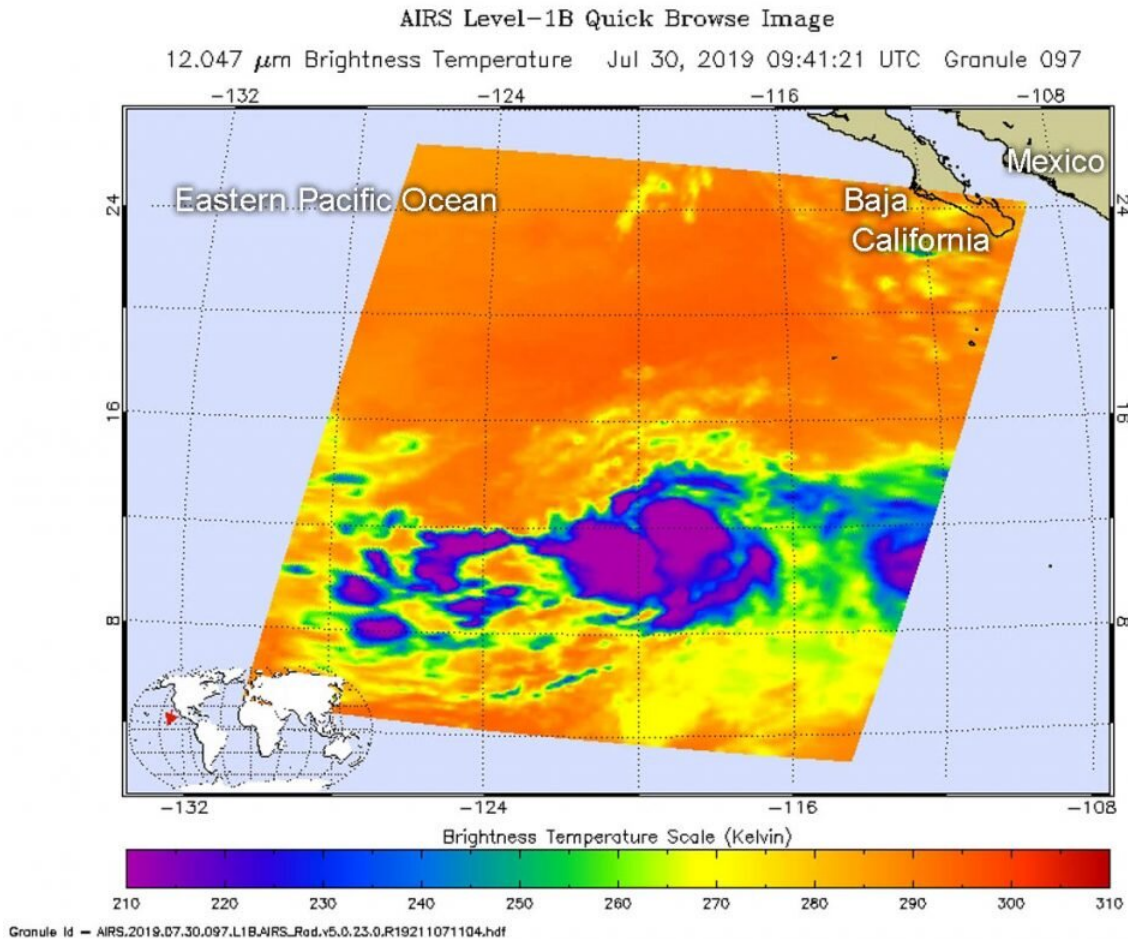 AIRS Level-1B Quick Browse Image
12.047 μm Brightness Temperature Jul 30, 2019 09:41:21 UTC Granule 097
-132 -124 -116 -108
Mexico
Eastern Pacific Ocean
Baja
California
24 24
16 16
8 8
-132 -124 -116 -108
Brightness Temperature Scale (Kelvin)
210 220 230 240 250 260 270 280 290 300 310
Granule Id - AIRS.2019.07.30.097.L1B.AIRS_Rad.v5.0.23.0.R19211071104.hdf